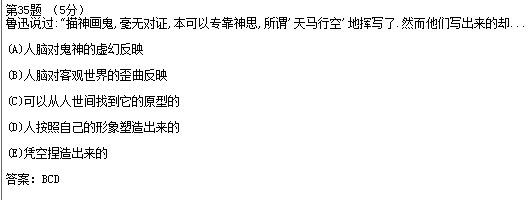 第35题 (5分)
鲁迅说过:"描神画鬼,毫无对证,本可以专靠神思,所谓'天马行空'地挥写了.然而他们写出来的却...
(A)人脑对鬼神的虚幻反映
(B)人脑对客观世界的歪曲反映
(C)可以从人世间找到它的原型的
(D)人按照自己的形象塑造出来的
(E)凭空捏造出来的
答案: BCD